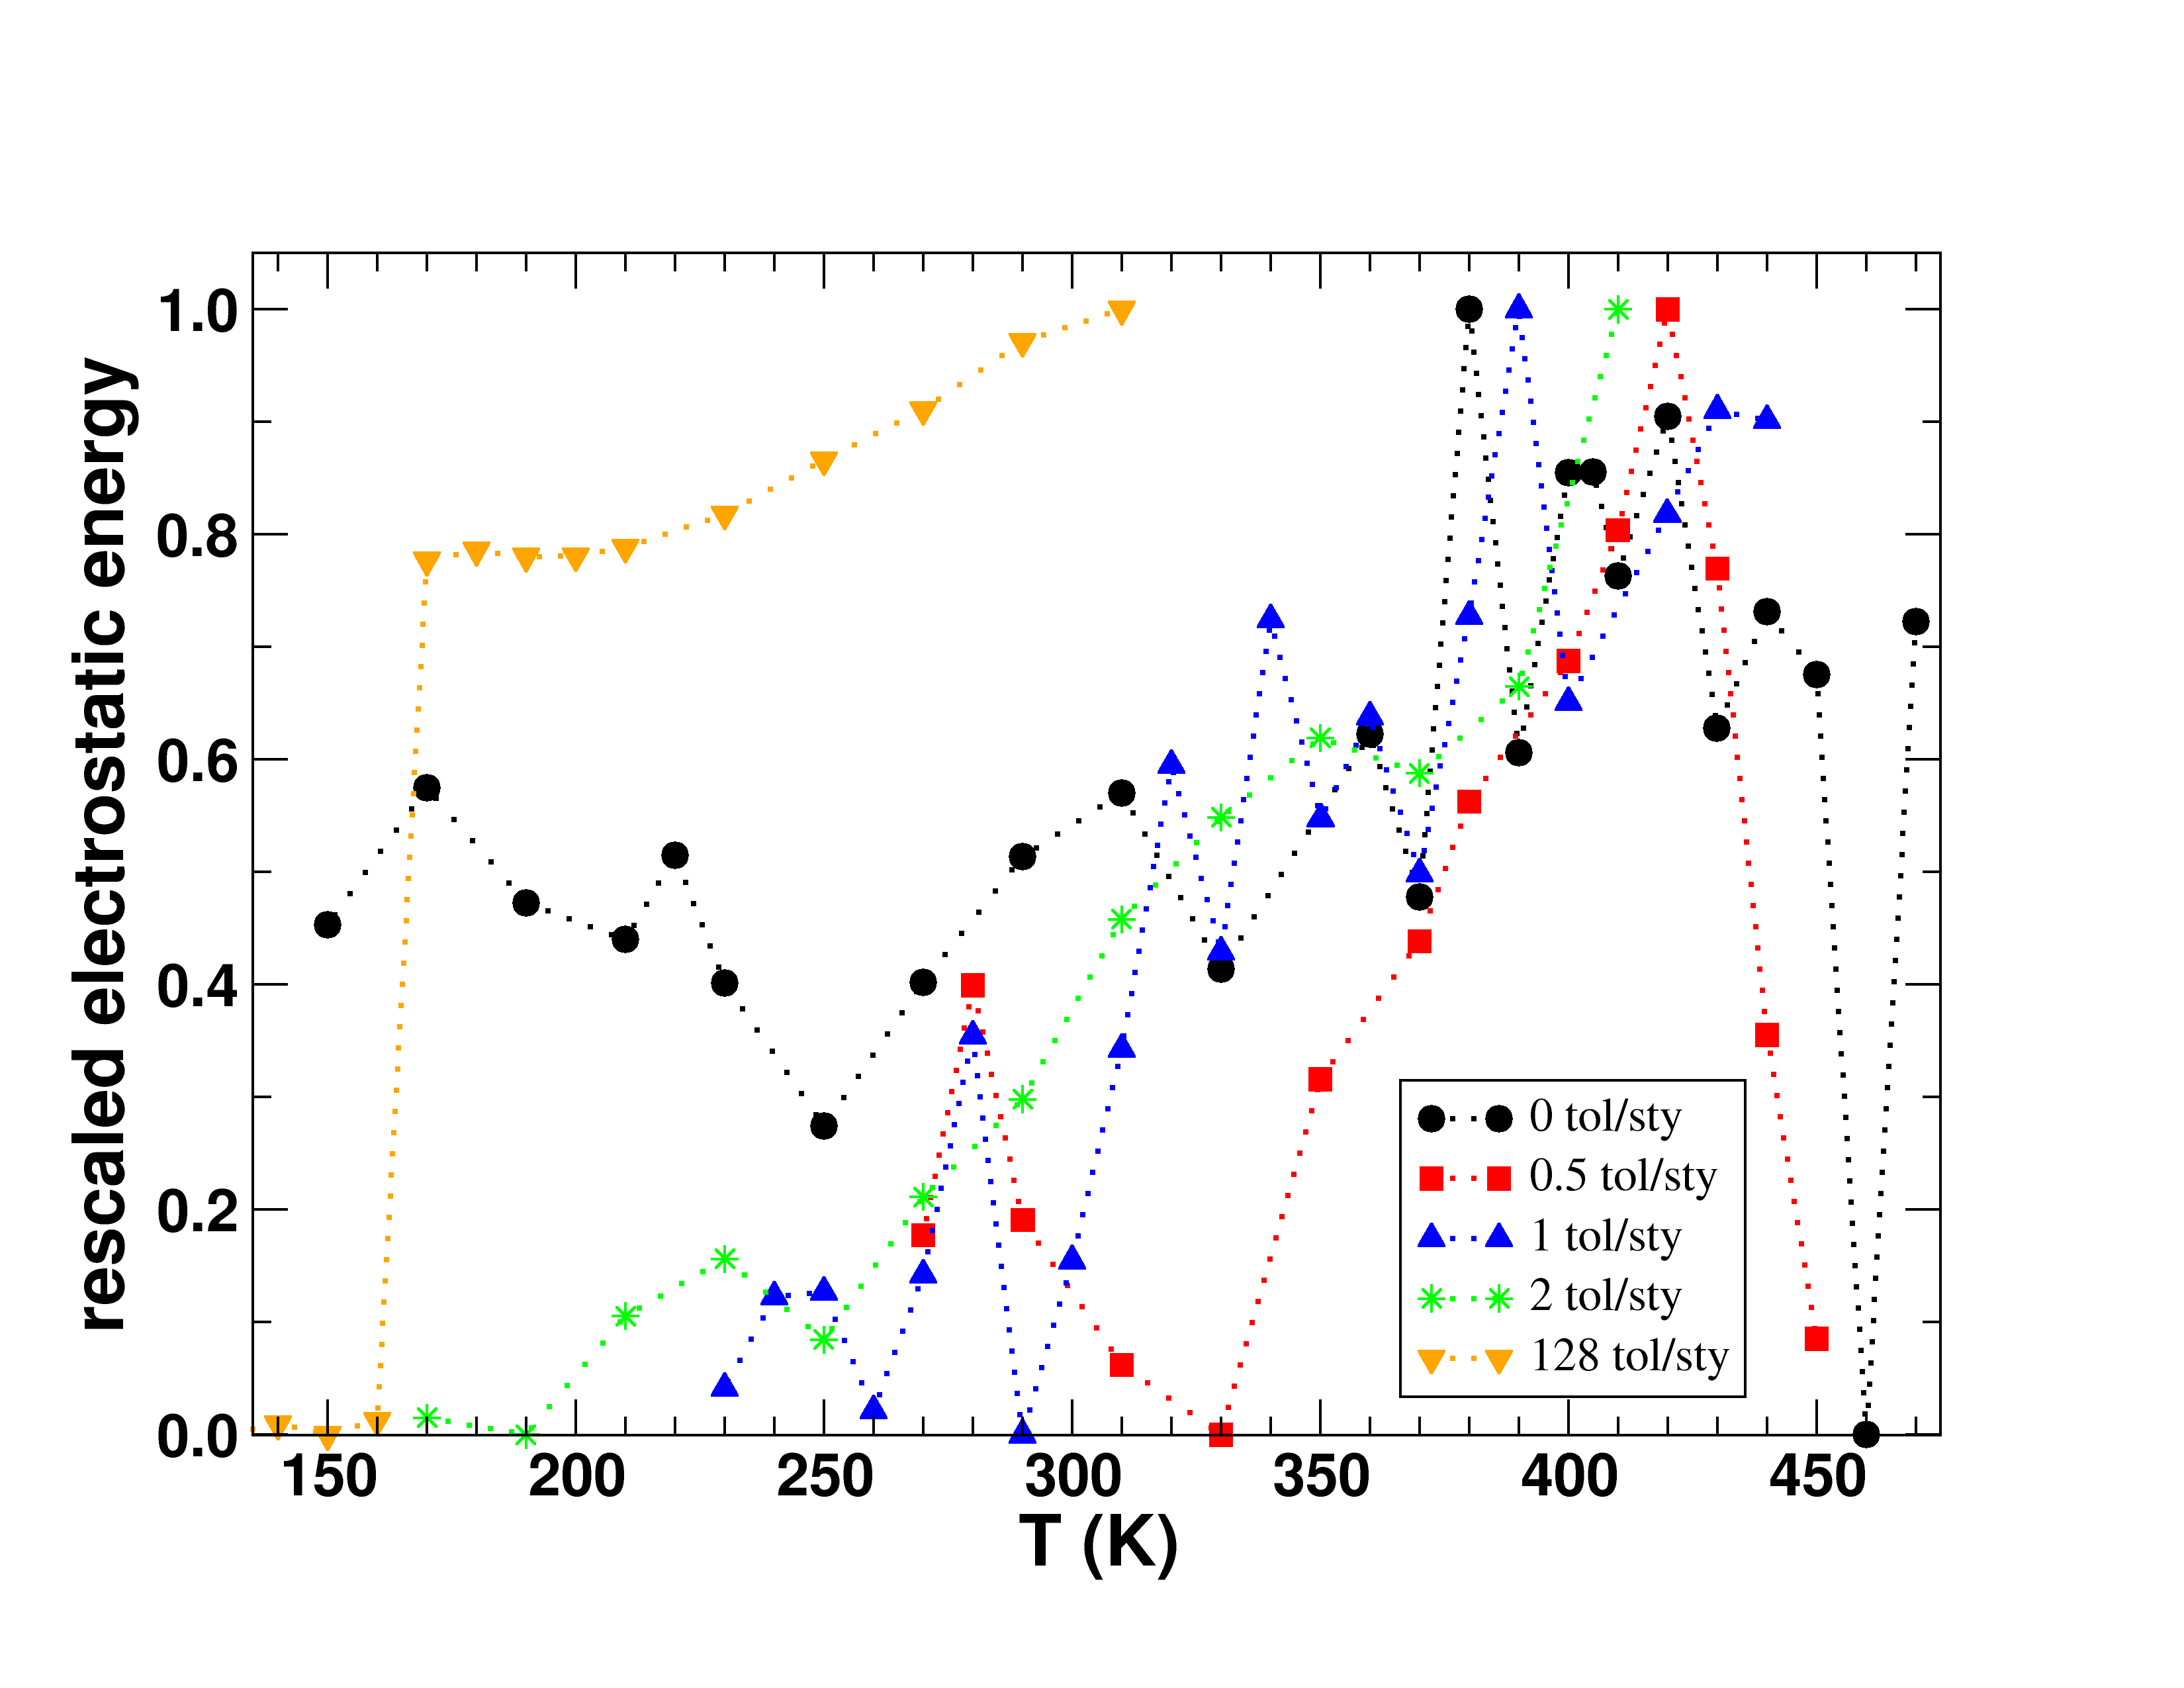 rescaled electrostatic energy
1.0
0.8
0.6
0.4
0.2
0.0
150 200 250 300 350 400 450
T (K)
0 tol/sty
0.5 tol/sty
1 tol/sty
2 tol/sty
128 tol/sty